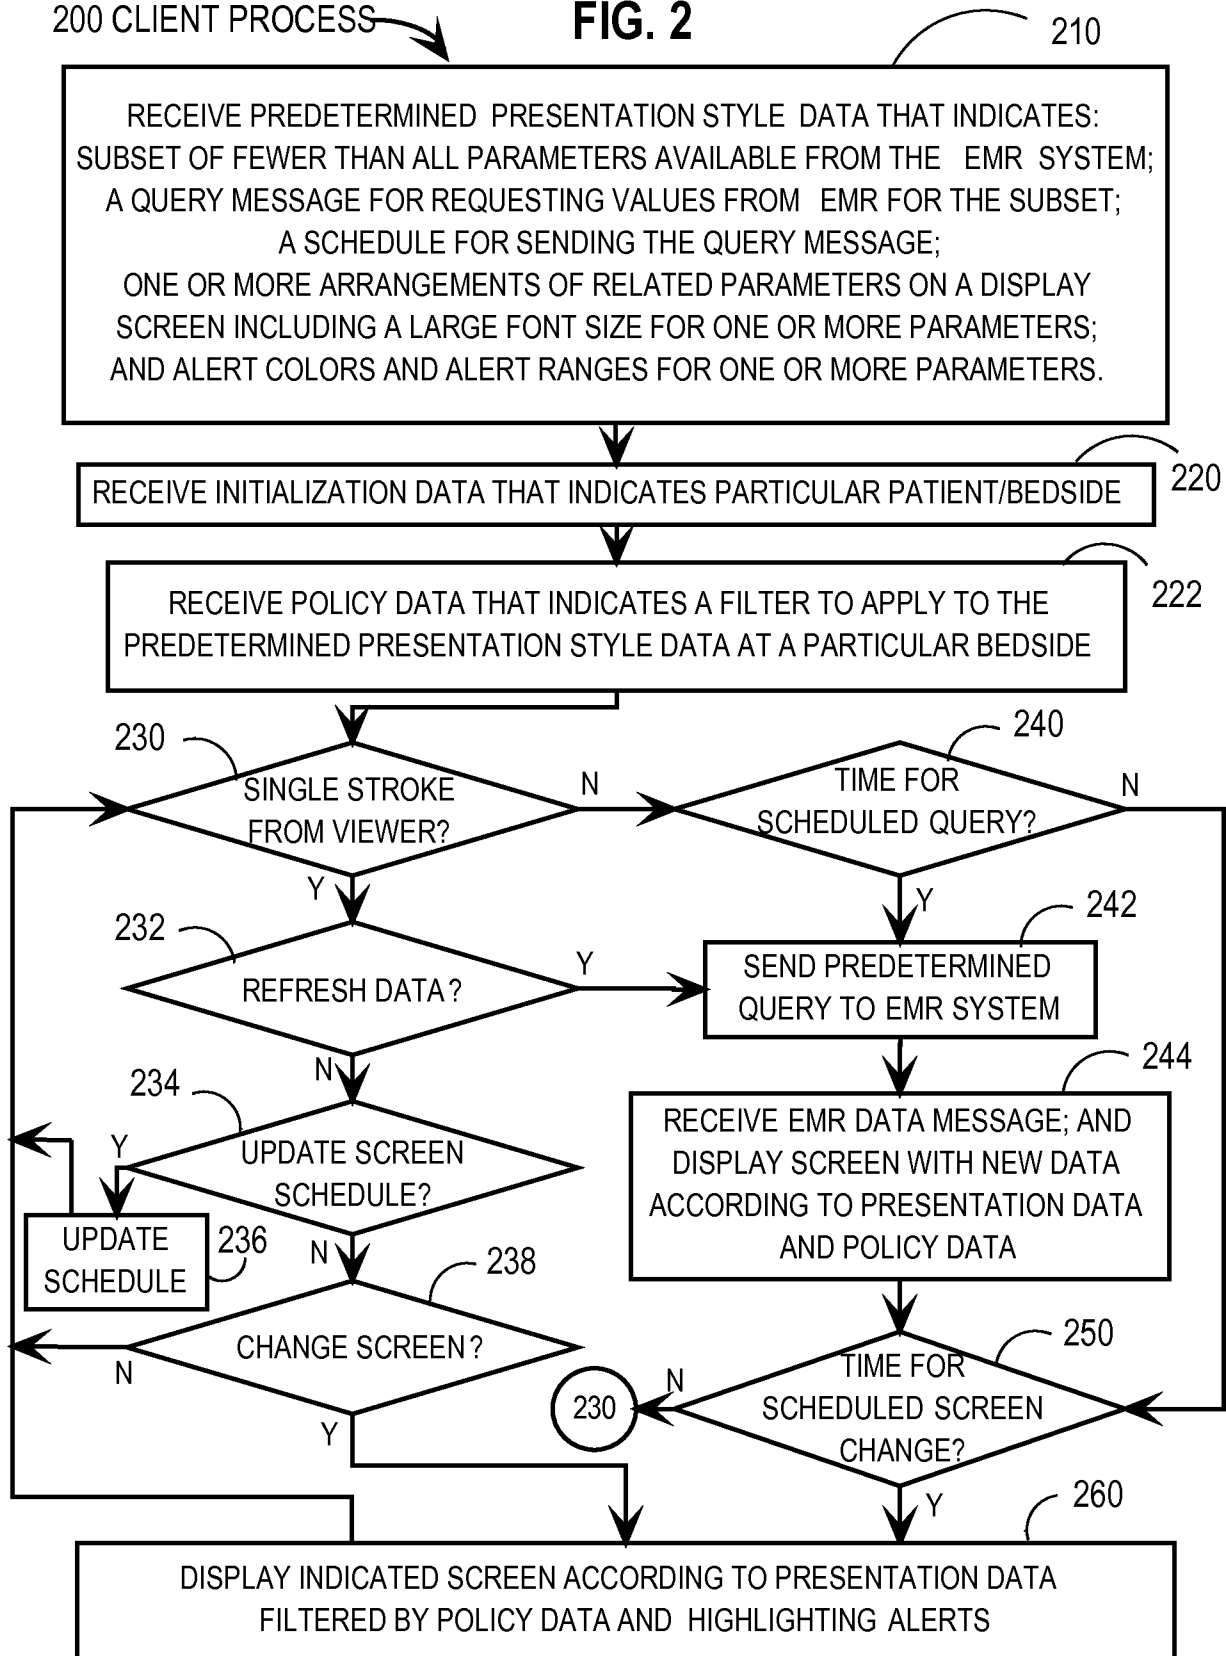 200 CLIENT PROCESS
FIG. 2
210
RECEIVE PREDETERMINED PRESENTATION STYLE DATA THAT INDICATES:
SUBSET OF FEWER THAN ALL PARAMETERS AVAILABLE FROM THE EMR SYSTEM;
A QUERY MESSAGE FOR REQUESTING VALUES FROM EMR FOR THE SUBSET;
A SCHEDULE FOR SENDING THE QUERY MESSAGE;
ONE OR MORE ARRANGEMENTS OF RELATED PARAMETERS ON A DISPLAY
SCREEN INCLUDING A LARGE FONT SIZE FOR ONE OR MORE PARAMETERS;
AND ALERT COLORS AND ALERT RANGES FOR ONE OR MORE PARAMETERS.
220
RECEIVE INITIALIZATION DATA THAT INDICATES PARTICULAR PATIENT/BEDSIDE
222
RECEIVE POLICY DATA THAT INDICATES A FILTER TO APPLY TO THE
PREDETERMINED PRESENTATION STYLE DATA AT A PARTICULAR BEDSIDE
230
SINGLE STROKE
FROM VIEWER?
N
Y
240
TIME FOR
SCHEDULED QUERY?
N
Y
232
REFRESH DATA?
Y
N
242
SEND PREDETERMINED
QUERY TO EMR SYSTEM
234
UPDATE SCREEN
SCHEDULE?
Y
N
244
RECEIVE EMR DATA MESSAGE; AND
DISPLAY SCREEN WITH NEW DATA
ACCORDING TO PRESENTATION DATA
AND POLICY DATA
UPDATE
SCHEDULE
236
238
CHANGE SCREEN?
N
Y
250
TIME FOR
SCHEDULED SCREEN
CHANGE?
N
230
Y
260
DISPLAY INDICATED SCREEN ACCORDING TO PRESENTATION DATA
FILTERED BY POLICY DATA AND HIGHLIGHTING ALERTS